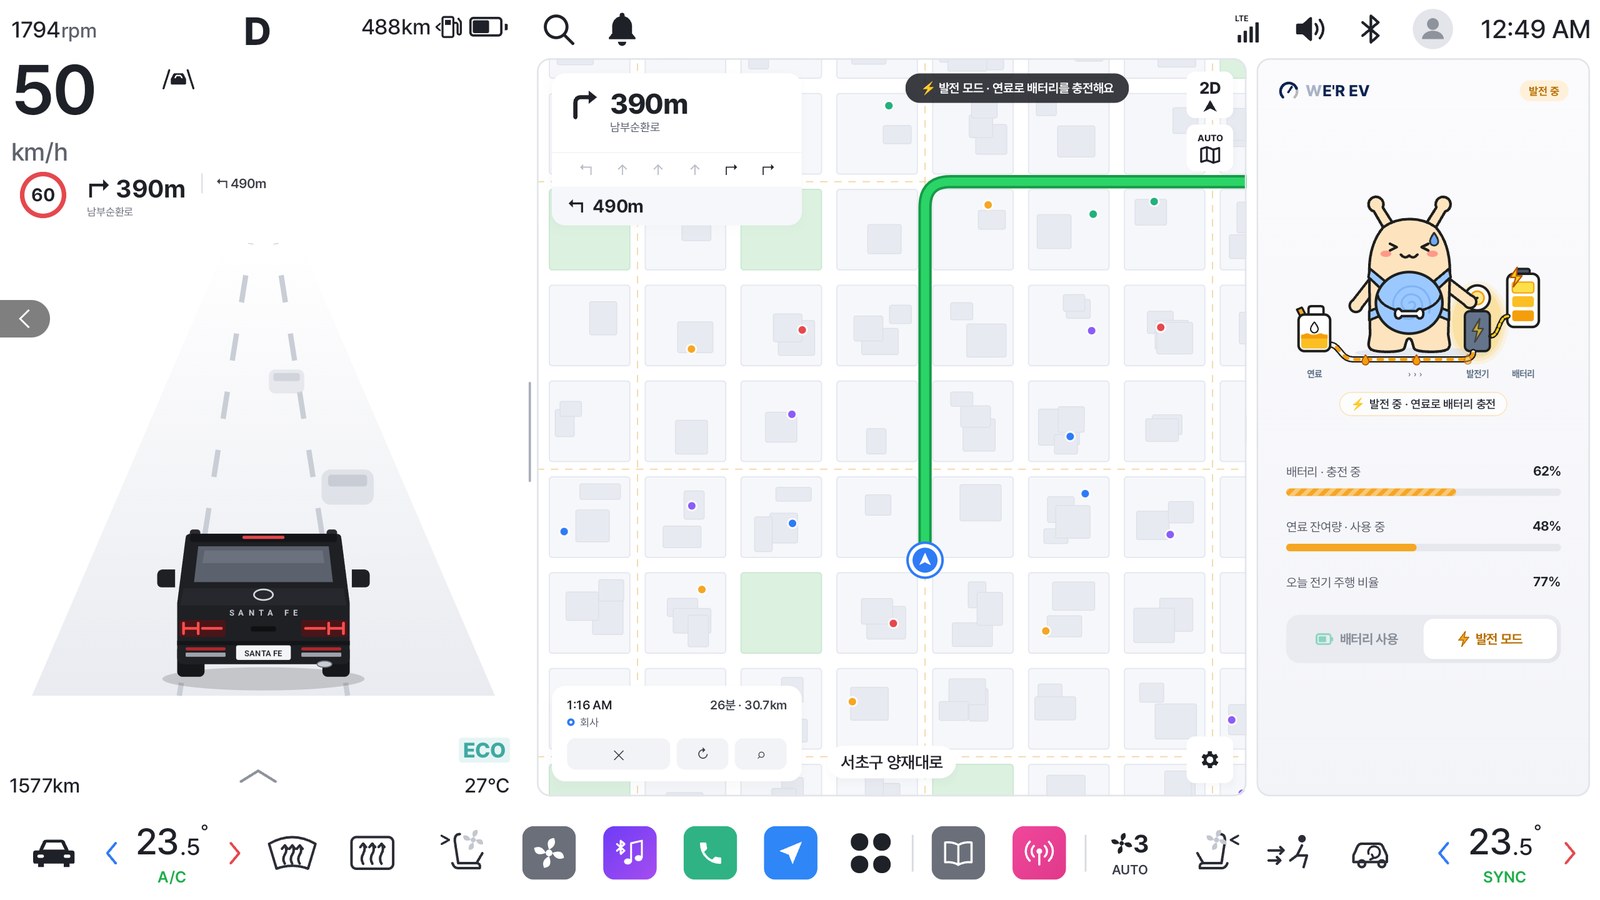 1794rpm
D
488km
LTE
12:49 AM
50
km/h
60
390m
남부순환로
490m
ECO
1577km
27°C
SANTA FE
SANTA FE
390m
남부순환로
490m
⚡ 발전 모드 · 연료로 배터리를 충전해요
2D
AUTO
1:16 AM
26분 · 30.7km
회사
서초구 양재대로
WE'R EV
발전 중
연료
› › ›
발전기
배터리
⚡ 발전 중 · 연료로 배터리 충전
배터리 · 충전 중
62%
연료 잔여량 · 사용 중
48%
오늘 전기 주행 비율
77%
배터리 사용
발전 모드
23.5°
A/C
3
AUTO
23.5°
SYNC